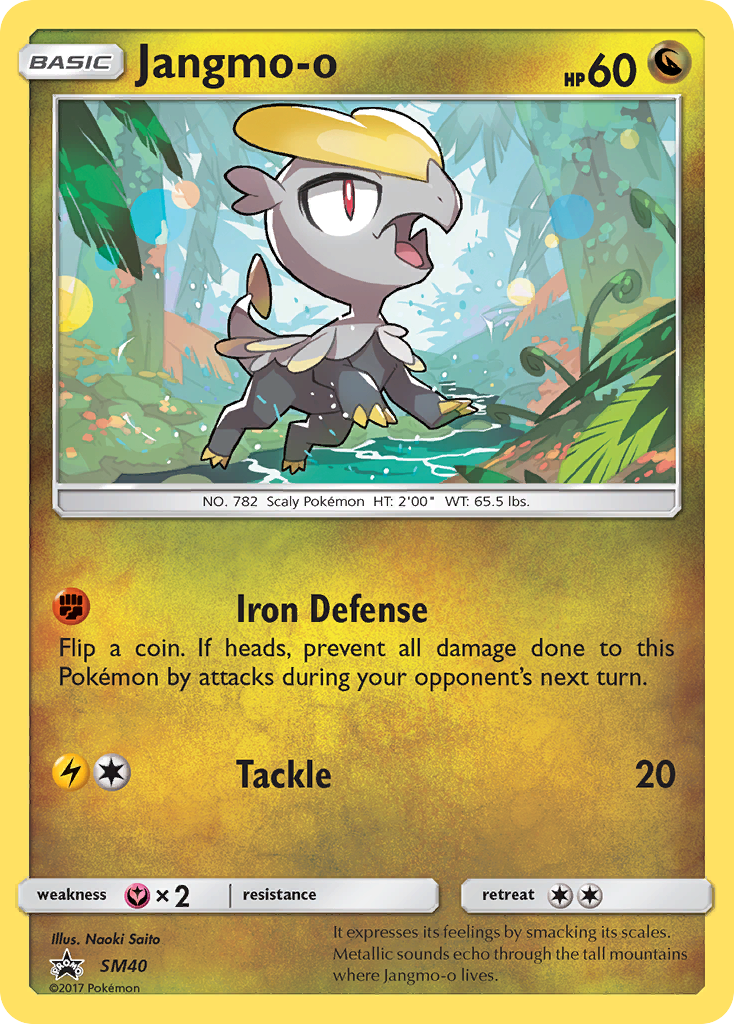 BASIC Jangmo-o HP60
NO. 782 Scaly Pokémon HT: 2'00" WT: 65.5 lbs.
Iron Defense
Flip a coin. If heads, prevent all damage done to this
Pokémon by attacks during your opponent's next turn.
Tackle 20
weakness ×2 resistance retreat
Illus. Naoki Saito
PROMO SM40
©2017 Pokémon
It expresses its feelings by smacking its scales.
Metallic sounds echo through the tall mountains
where Jangmo-o lives.